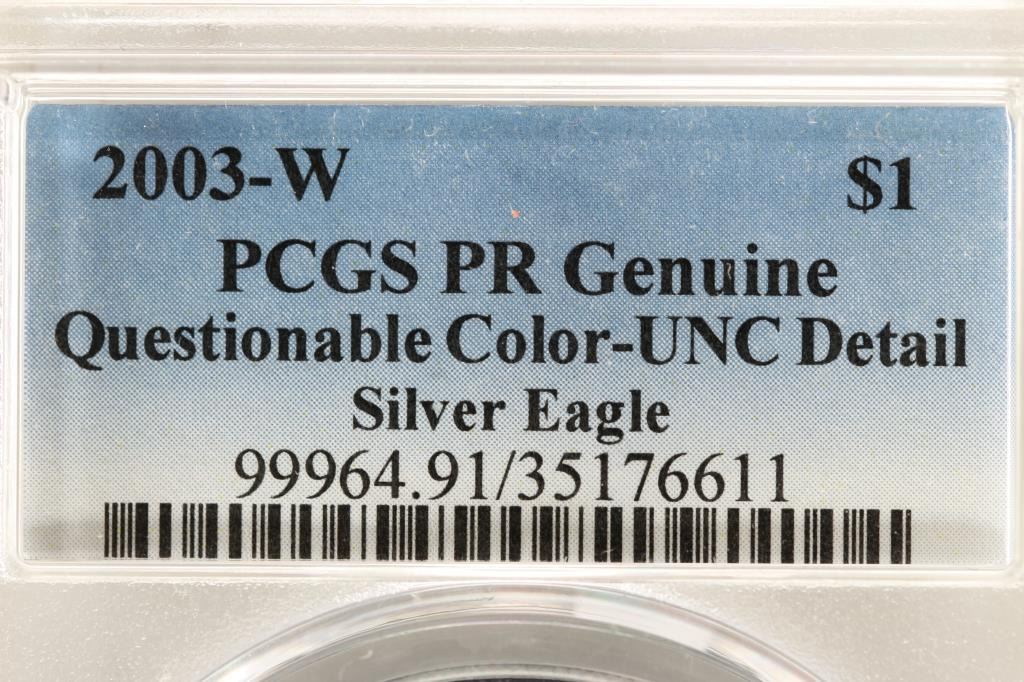 2003-W $1
PCGS PR Genuine
Questionable Color-UNC Detail
Silver Eagle
99964.91/35176611